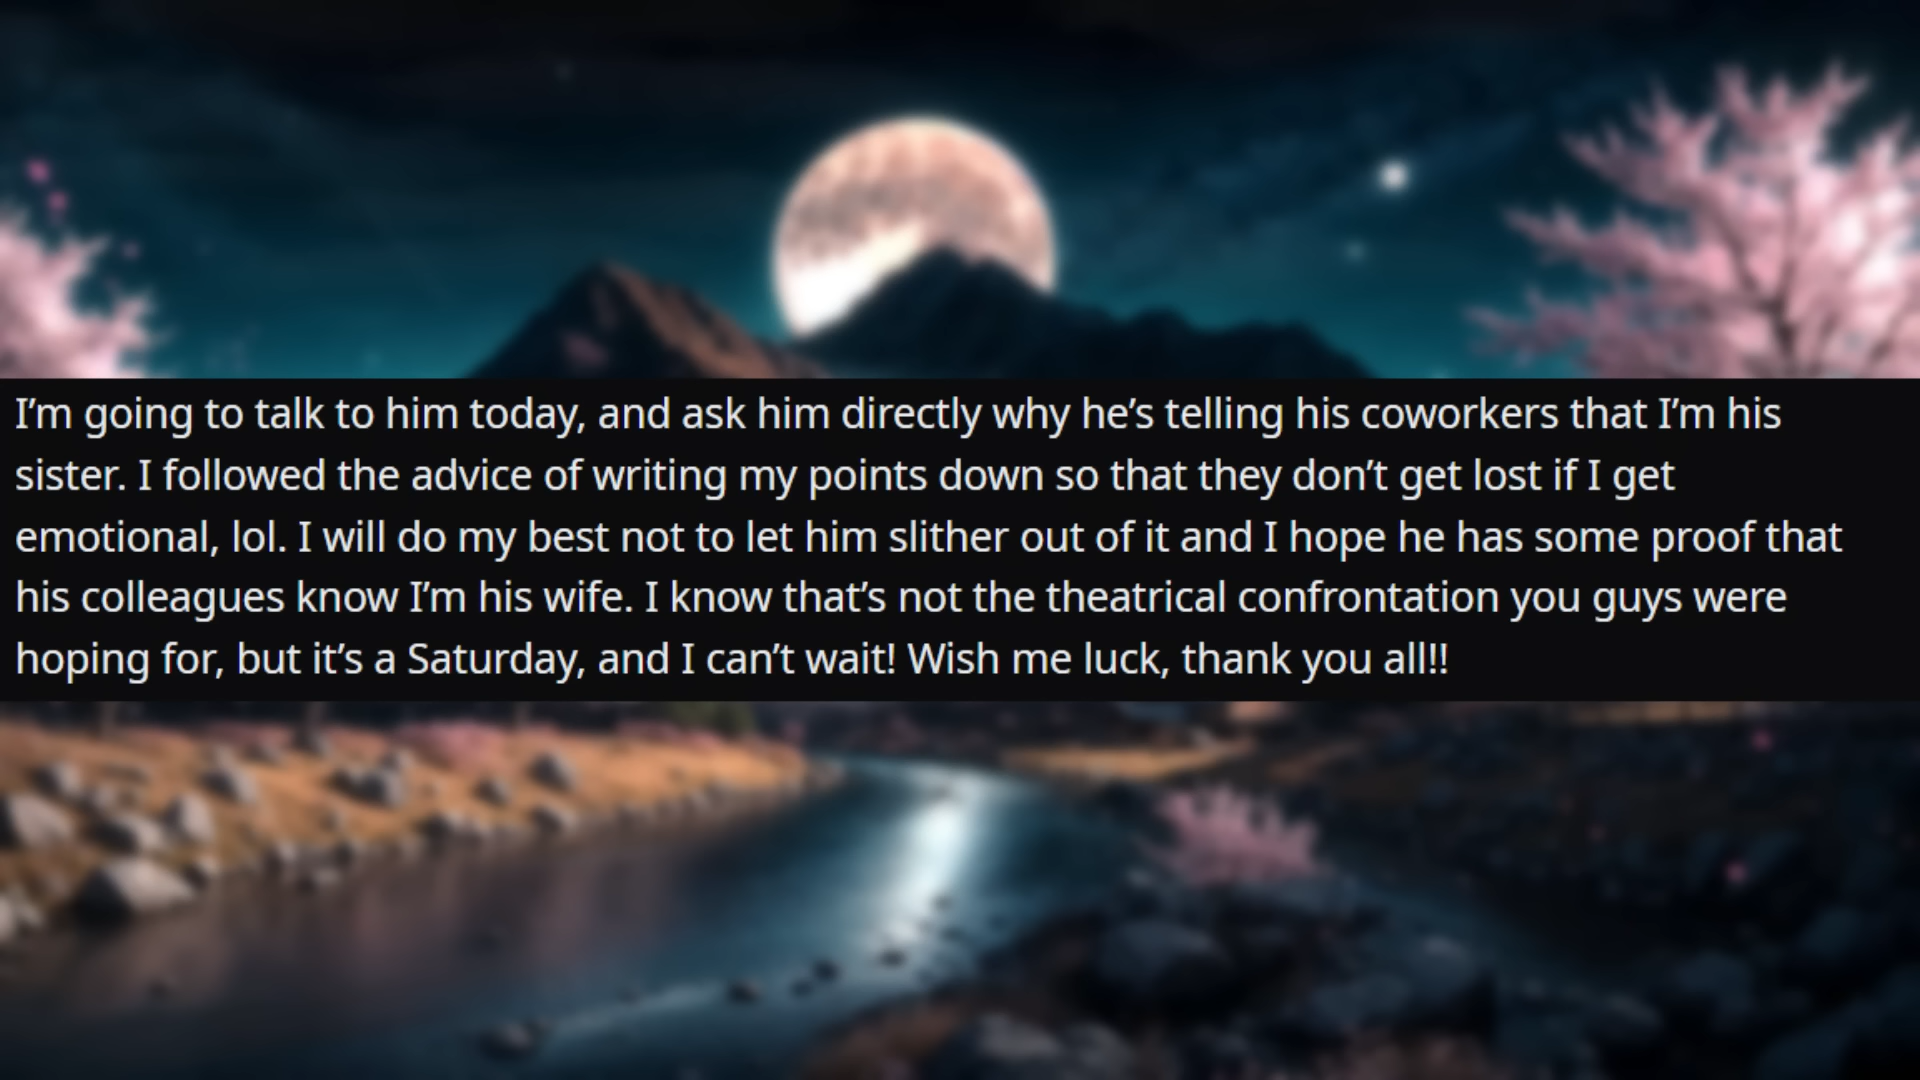 I’m going to talk to him today, and ask him directly why he’s telling his coworkers that I’m his
sister. I followed the advice of writing my points down so that they don’t get lost if I get
emotional, lol. I will do my best not to let him slither out of it and I hope he has some proof that
his colleagues know I’m his wife. I know that’s not the theatrical confrontation you guys were
hoping for, but it’s a Saturday, and I can’t wait! Wish me luck, thank you all!!